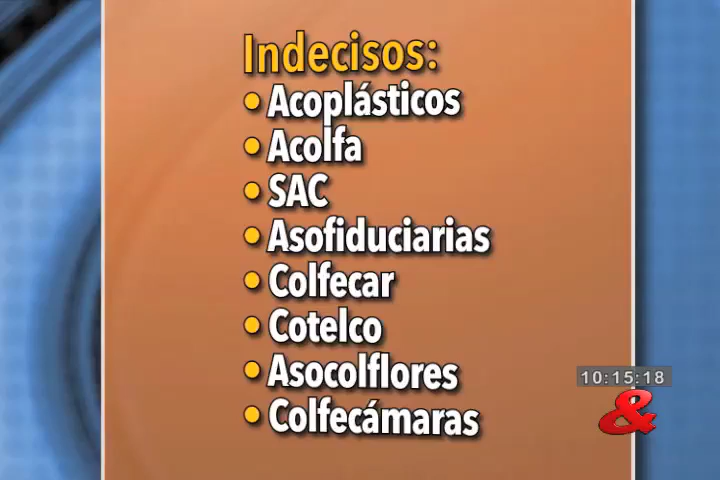 Indecisos:
• Acoplásticos
• Acolfa
• SAC
• Asofiduciarias
• Colfecar
• Cotelco
• Asocolflores
• Colfecámaras
10:15:18
&